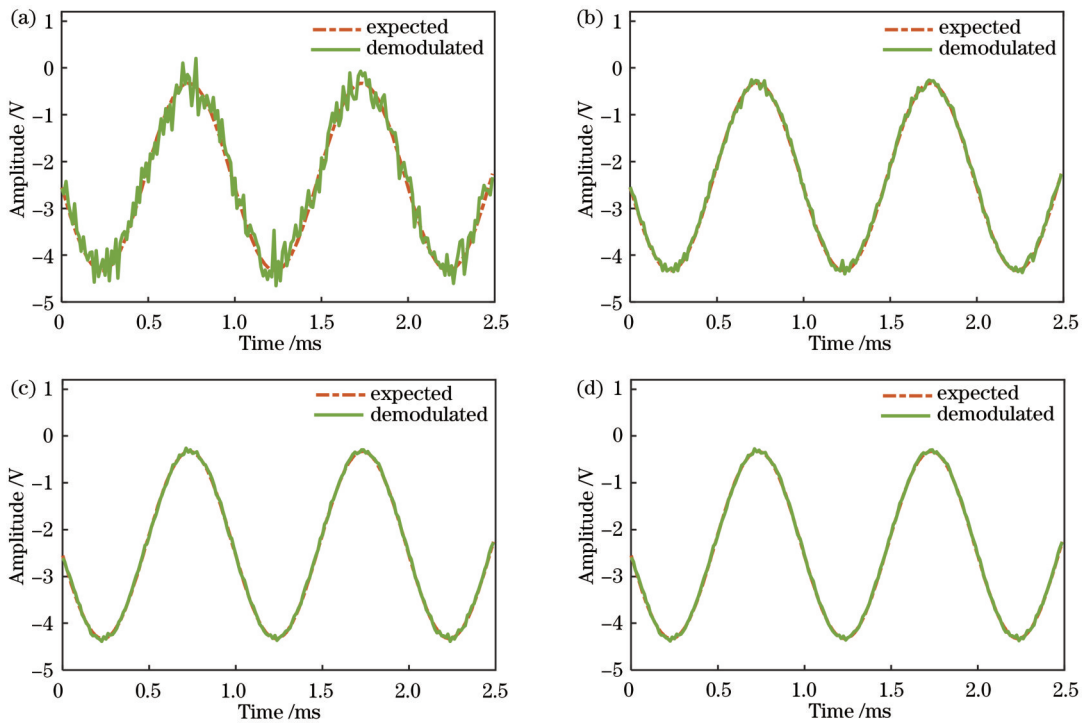 (a)
expected
demodulated
1
0
−1
−2
−3
−4
−5
Amplitude /V
0 0.5 1.0 1.5 2.0 2.5
Time /ms
(b)
expected
demodulated
1
0
−1
−2
−3
−4
−5
Amplitude /V
0 0.5 1.0 1.5 2.0 2.5
Time /ms
(c)
expected
demodulated
1
0
−1
−2
−3
−4
−5
Amplitude /V
0 0.5 1.0 1.5 2.0 2.5
Time /ms
(d)
expected
demodulated
1
0
−1
−2
−3
−4
−5
Amplitude /V
0 0.5 1.0 1.5 2.0 2.5
Time /ms